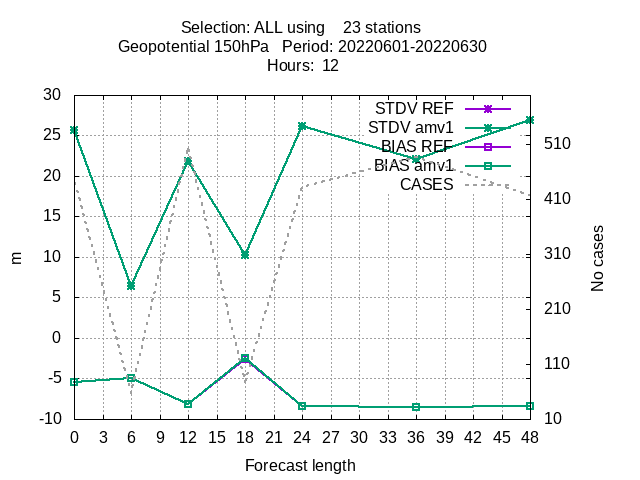 Selection: ALL using    23 stations
Geopotential 150hPa   Period: 20220601-20220630
Hours:  12
STDV REF
STDV amv1
BIAS REF
BIAS amv1
CASES
30
25
20
15
10
5
0
-5
-10
510
410
310
210
110
10
m
No cases
0 3 6 9 12 15 18 21 24 27 30 33 36 39 42 45 48
Forecast length